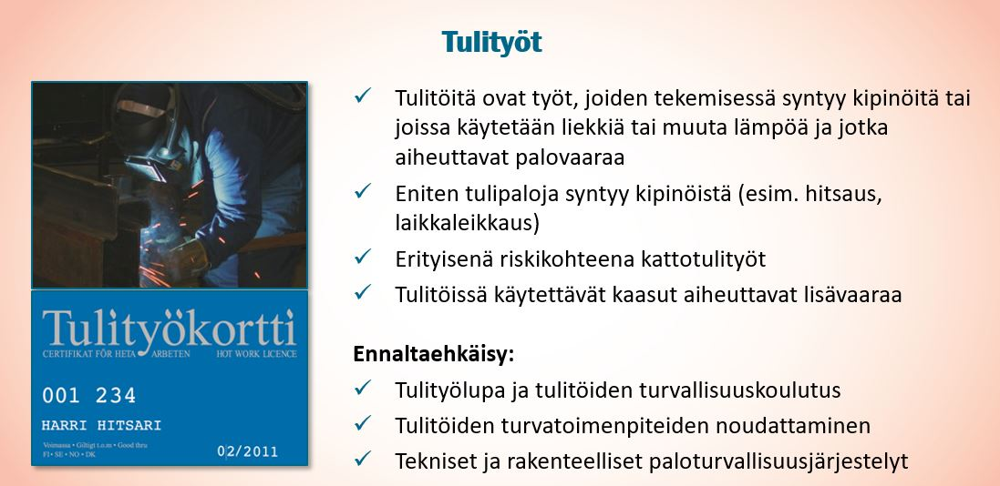 Tulityöt
Tulitöitä ovat työt, joiden tekemisessä syntyy kipinöitä tai
joissa käytetään liekkiä tai muuta lämpöä ja jotka
aiheuttavat palovaaraa
Eniten tulipaloja syntyy kipinöistä (esim. hitsaus,
laikkaleikkaus)
Erityisenä riskikohteena kattotulityöt
Tulitöissä käytettävät kaasut aiheuttavat lisävaaraa
Ennaltaehkäisy:
Tulityölupa ja tulitöiden turvallisuuskoulutus
Tulitöiden turvatoimenpiteiden noudattaminen
Tekniset ja rakenteelliset paloturvallisuusjärjestelyt
Tulityökortti
CERTIFIKAT FÖR HETA ARBETEN HOT WORK LICENCE
001 234
HARRI HITSARI
Voimassa • Giltigt t.o.m • Good thru
FI • SE • NO • DK
02/2011